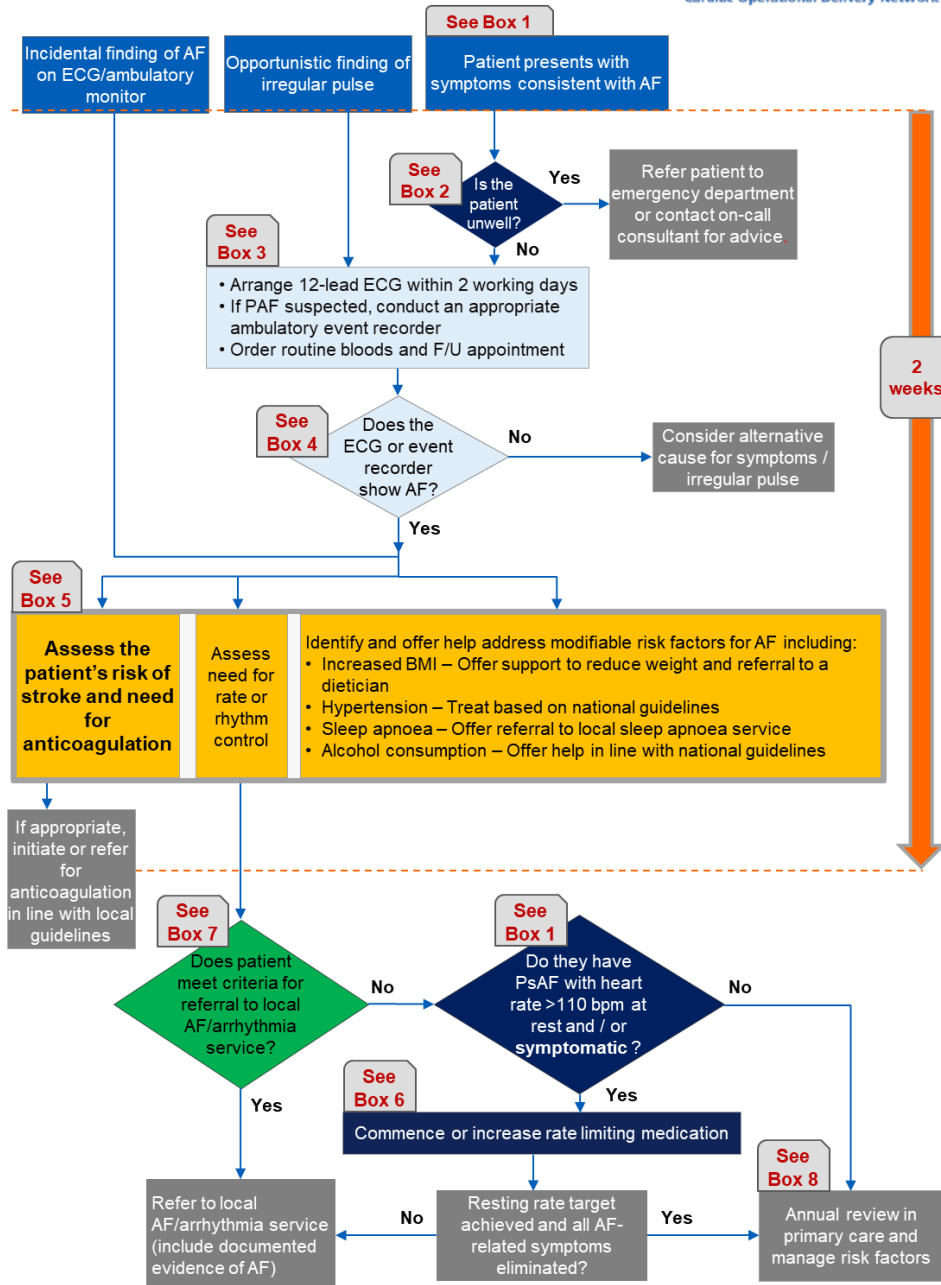 Cardiac Operational Delivery Network
See Box 1
Incidental finding of AF
on ECG/ambulatory
monitor
Opportunistic finding of
irregular pulse
Patient presents with
symptoms consistent with AF
See
Box 2
Is the
patient
unwell?
Yes
Refer patient to
emergency department
or contact on-call
consultant for advice.
No
See
Box 3
• Arrange 12-lead ECG within 2 working days
• If PAF suspected, conduct an appropriate
ambulatory event recorder
• Order routine bloods and F/U appointment
2
weeks
See
Box 4
Does the
ECG or event
recorder
show AF?
No
Consider alternative
cause for symptoms /
irregular pulse
Yes
See
Box 5
Assess the
patient’s risk of
stroke and need
for
anticoagulation
Assess
need for
rate or
rhythm
control
Identify and offer help address modifiable risk factors for AF including:
• Increased BMI – Offer support to reduce weight and referral to a
dietician
• Hypertension – Treat based on national guidelines
• Sleep apnoea – Offer referral to local sleep apnoea service
• Alcohol consumption – Offer help in line with national guidelines
If appropriate,
initiate or refer
for
anticoagulation
in line with local
guidelines
See
Box 7
Does patient
meet criteria for
referral to local
AF/arrhythmia
service?
No
See
Box 1
Do they have
PsAF with heart
rate >110 bpm at
rest and / or
symptomatic ?
No
Yes
Yes
See
Box 6
Commence or increase rate limiting medication
See
Box 8
Refer to local
AF/arrhythmia service
(include documented
evidence of AF)
No
Resting rate target
achieved and all AF-
related symptoms
eliminated?
Yes
Annual review in
primary care and
manage risk factors